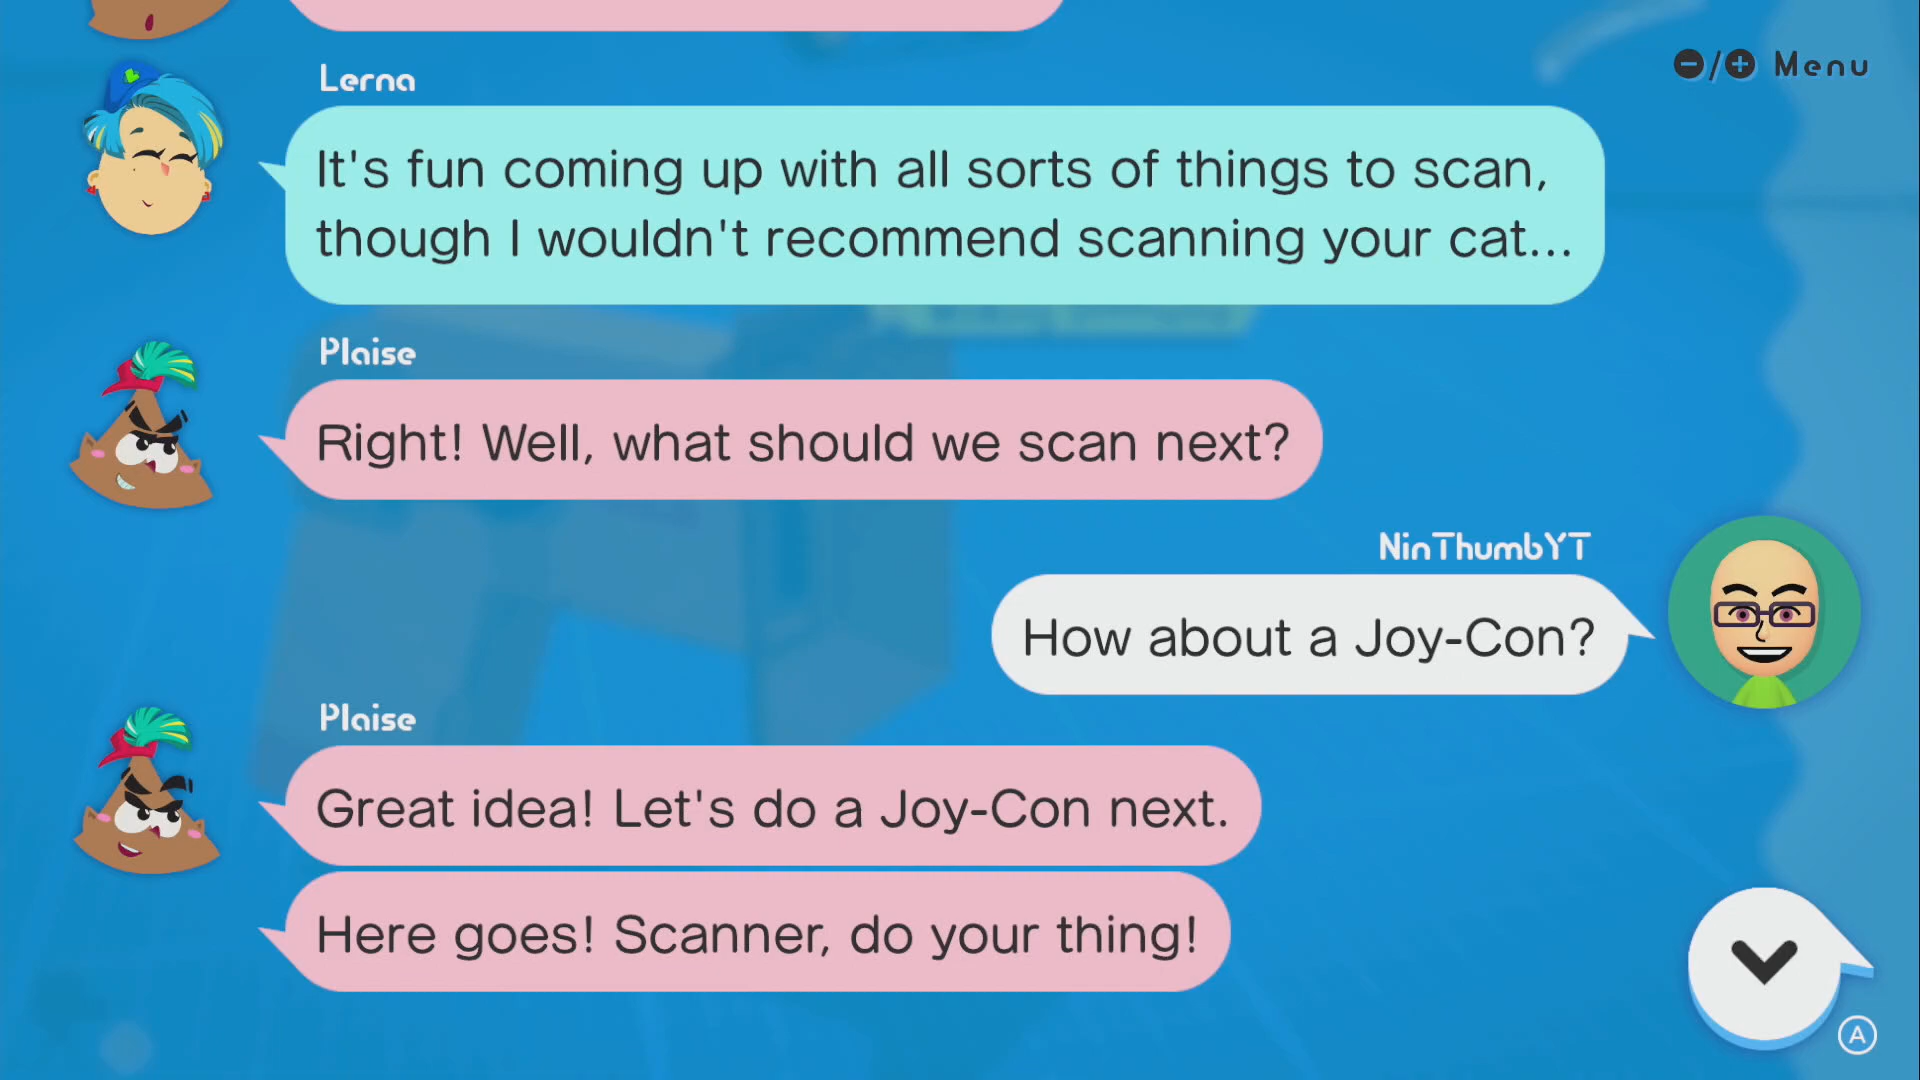 Lerna
⊖/⊕ Menu
It's fun coming up with all sorts of things to scan,
though I wouldn't recommend scanning your cat...
Plaise
Right! Well, what should we scan next?
NinThumbYT
How about a Joy-Con?
Plaise
Great idea! Let's do a Joy-Con next.
Here goes! Scanner, do your thing!
A